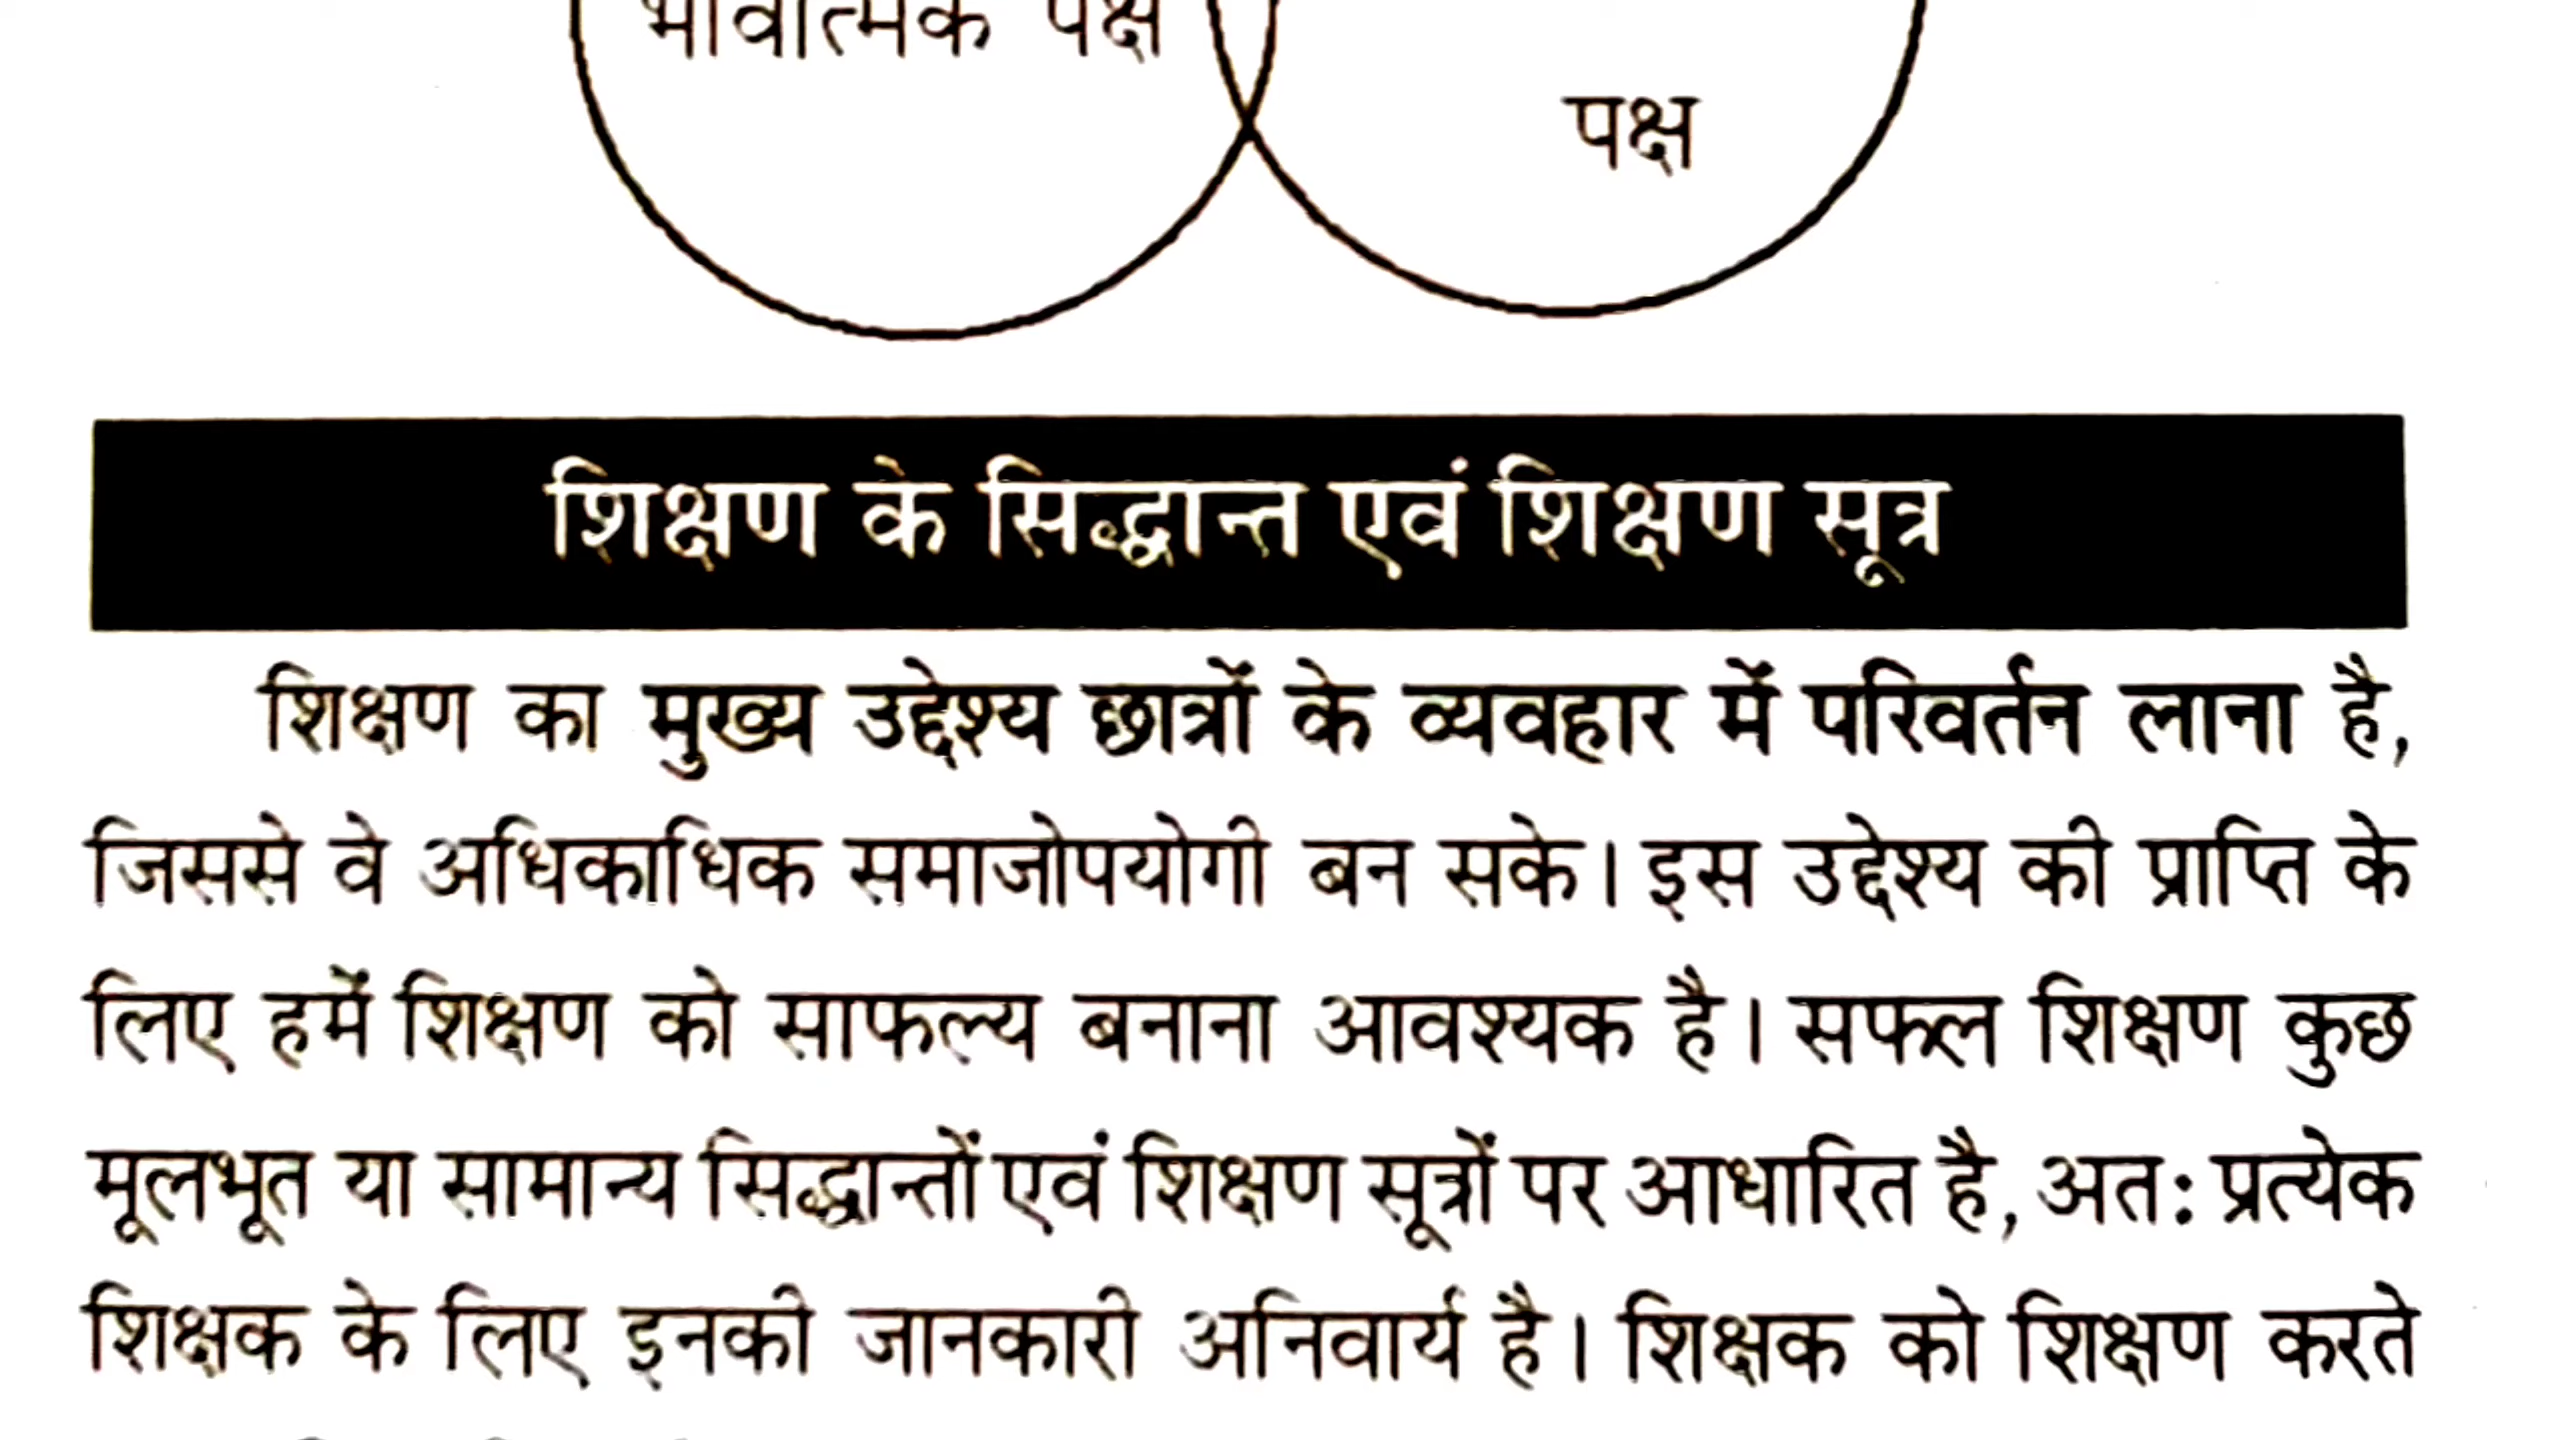 भावात्मक पक्ष
पक्ष
शिक्षण के सिद्धान्त एवं शिक्षण सूत्र
शिक्षण का मुख्य उद्देश्य छात्रों के व्यवहार में परिवर्तन लाना है,
जिससे वे अधिकाधिक समाजोपयोगी बन सके। इस उद्देश्य की प्राप्ति के
लिए हमें शिक्षण को साफल्य बनाना आवश्यक है। सफल शिक्षण कुछ
मूलभूत या सामान्य सिद्धान्तों एवं शिक्षण सूत्रों पर आधारित है, अतः प्रत्येक
शिक्षक के लिए इनकी जानकारी अनिवार्य है। शिक्षक को शिक्षण करते